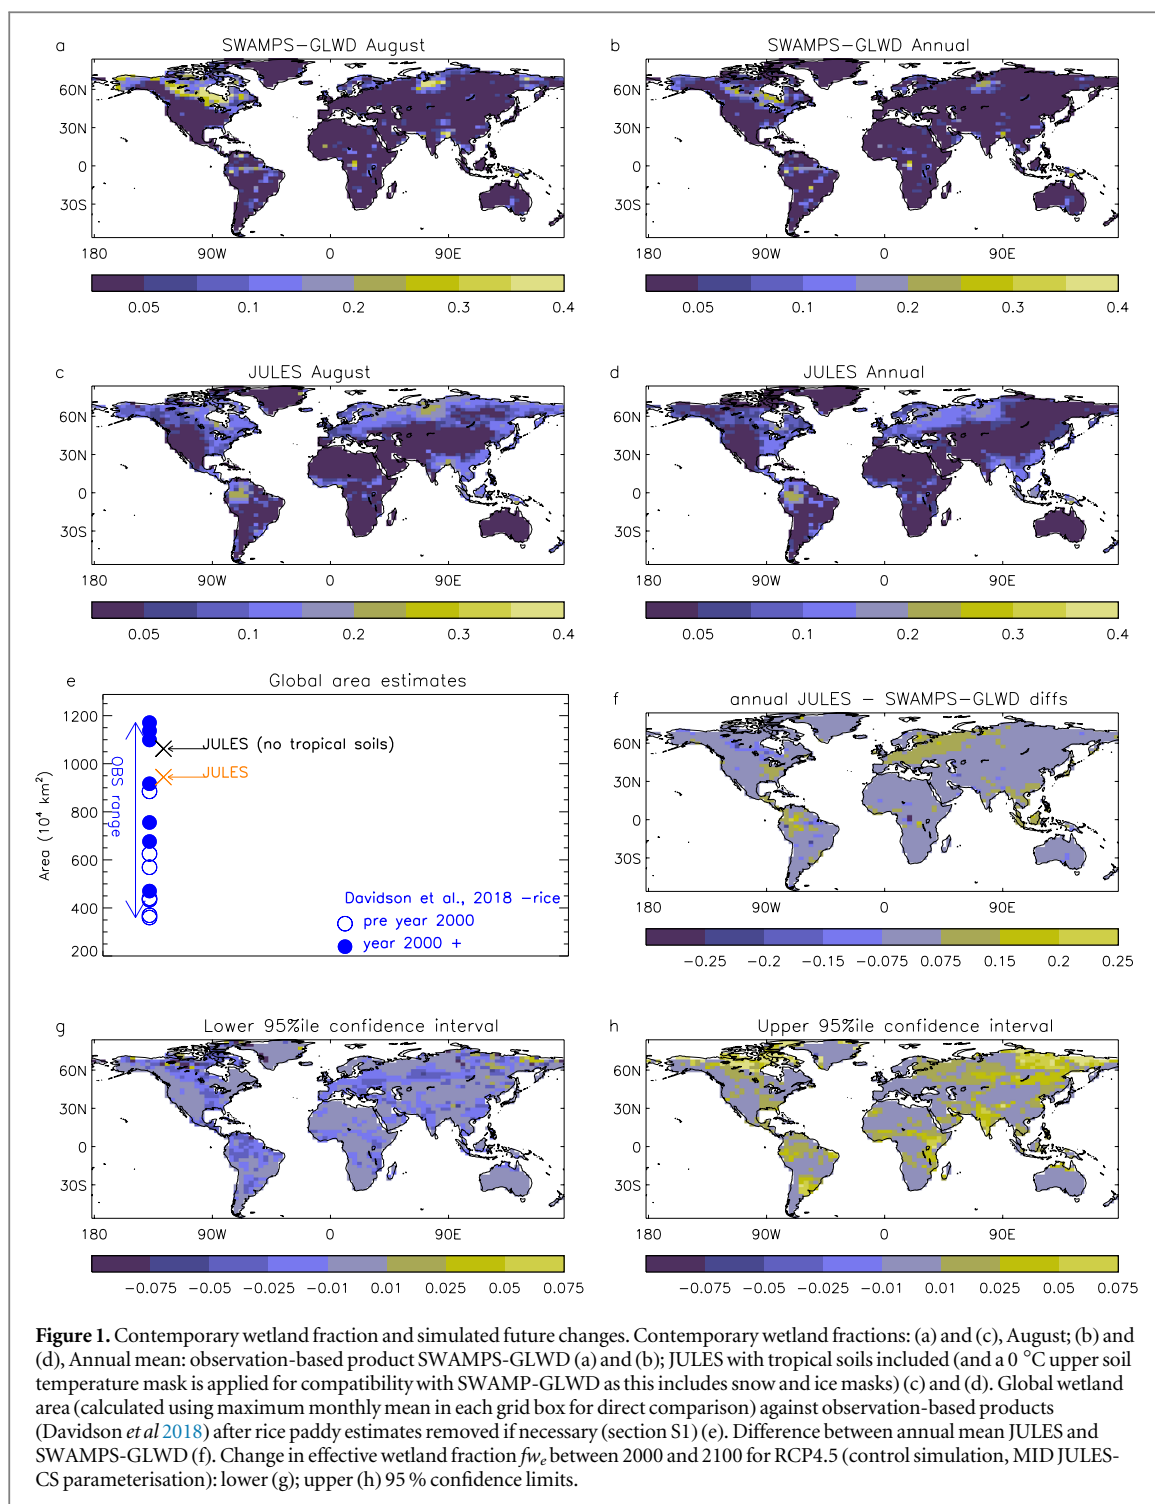 a SWAMPS-GLWD August
60N
30N
0
30S
180 90W 0 90E
0.05 0.1 0.2 0.3 0.4
b SWAMPS-GLWD Annual
60N
30N
0
30S
180 90W 0 90E
0.05 0.1 0.2 0.3 0.4
c JULES August
60N
30N
0
30S
180 90W 0 90E
0.05 0.1 0.2 0.3 0.4
d JULES Annual
60N
30N
0
30S
180 90W 0 90E
0.05 0.1 0.2 0.3 0.4
e Global area estimates
Area (10⁴ km²)
1200
1000
800
600
400
200
OBS range
JULES (no tropical soils)
JULES
Davidson et al., 2018 -rice
pre year 2000
year 2000 +
f annual JULES - SWAMPS-GLWD diffs
60N
30N
0
30S
180 90W 0 90E
-0.25 -0.2 -0.15 -0.075 0.075 0.15 0.2 0.25
g Lower 95%ile confidence interval
60N
30N
0
30S
180 90W 0 90E
-0.075 -0.05 -0.025 -0.01 0.01 0.025 0.05 0.075
h Upper 95%ile confidence interval
60N
30N
0
30S
180 90W 0 90E
-0.075 -0.05 -0.025 -0.01 0.01 0.025 0.05 0.075
Figure 1. Contemporary wetland fraction and simulated future changes. Contemporary wetland fractions: (a) and (c), August; (b) and
(d), Annual mean: observation-based product SWAMPS-GLWD (a) and (b); JULES with tropical soils included (and a 0 °C upper soil
temperature mask is applied for compatibility with SWAMP-GLWD as this includes snow and ice masks) (c) and (d). Global wetland
area (calculated using maximum monthly mean in each grid box for direct comparison) against observation-based products
(Davidson et al 2018) after rice paddy estimates removed if necessary (section S1) (e). Difference between annual mean JULES and
SWAMPS-GLWD (f). Change in effective wetland fraction fwₑ between 2000 and 2100 for RCP4.5 (control simulation, MID JULES-
CS parameterisation): lower (g); upper (h) 95 % confidence limits.